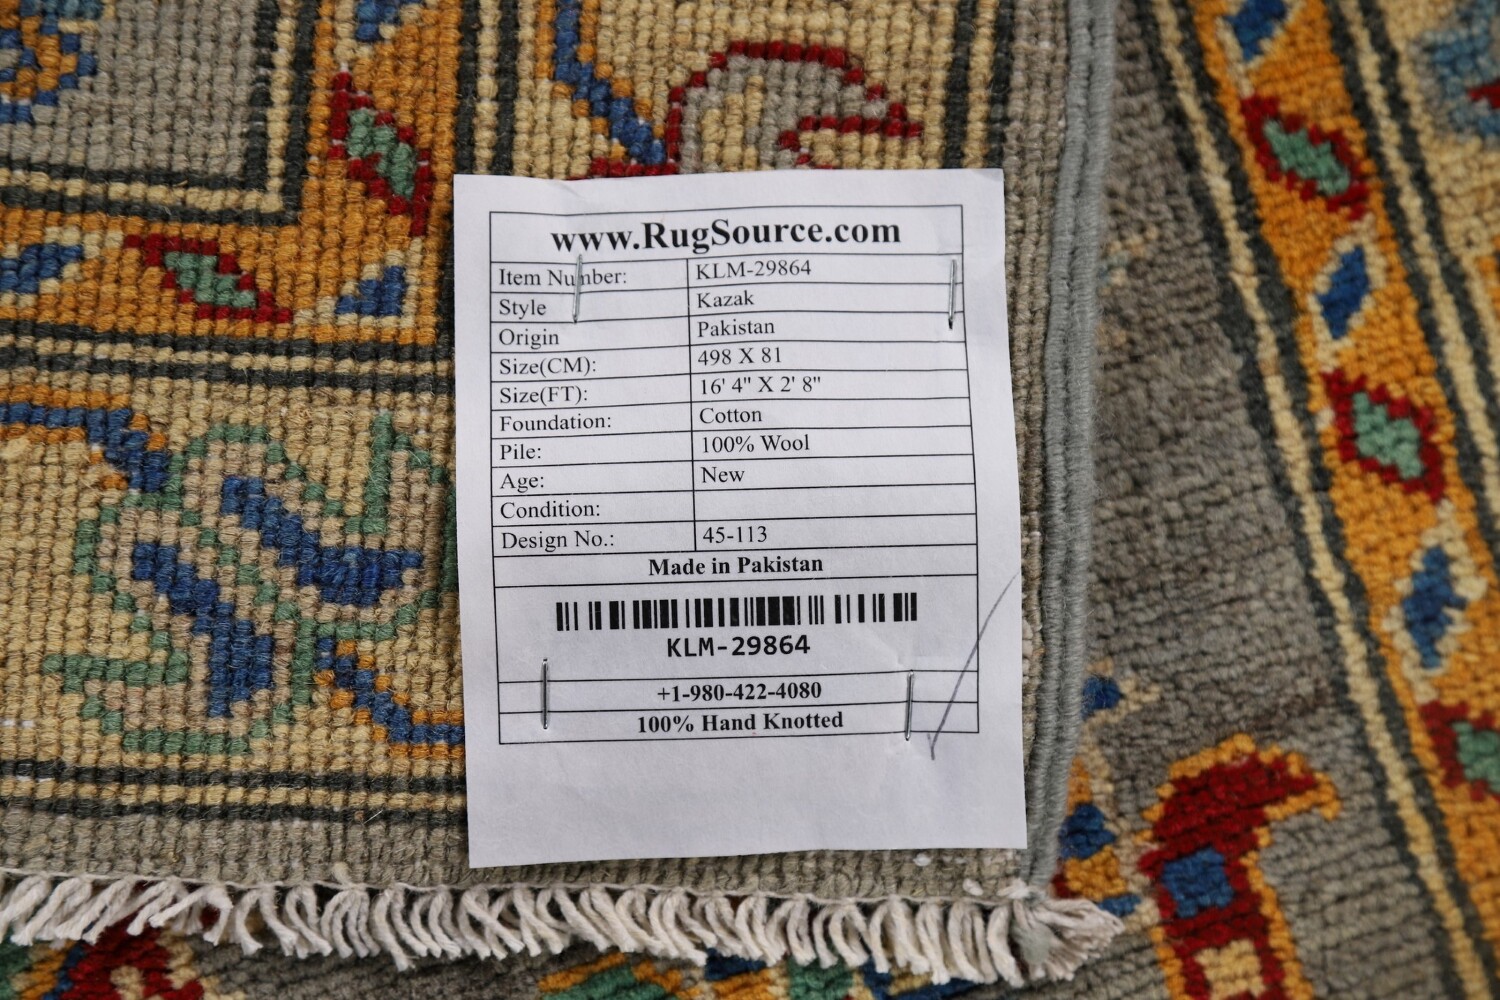 www.RugSource.com
Item Number: KLM-29864
Style Kazak
Origin Pakistan
Size(CM): 498 X 81
Size(FT): 16' 4" X 2' 8"
Foundation: Cotton
Pile: 100% Wool
Age: New
Condition:
Design No.: 45-113
Made in Pakistan
KLM-29864
+1-980-422-4080
100% Hand Knotted